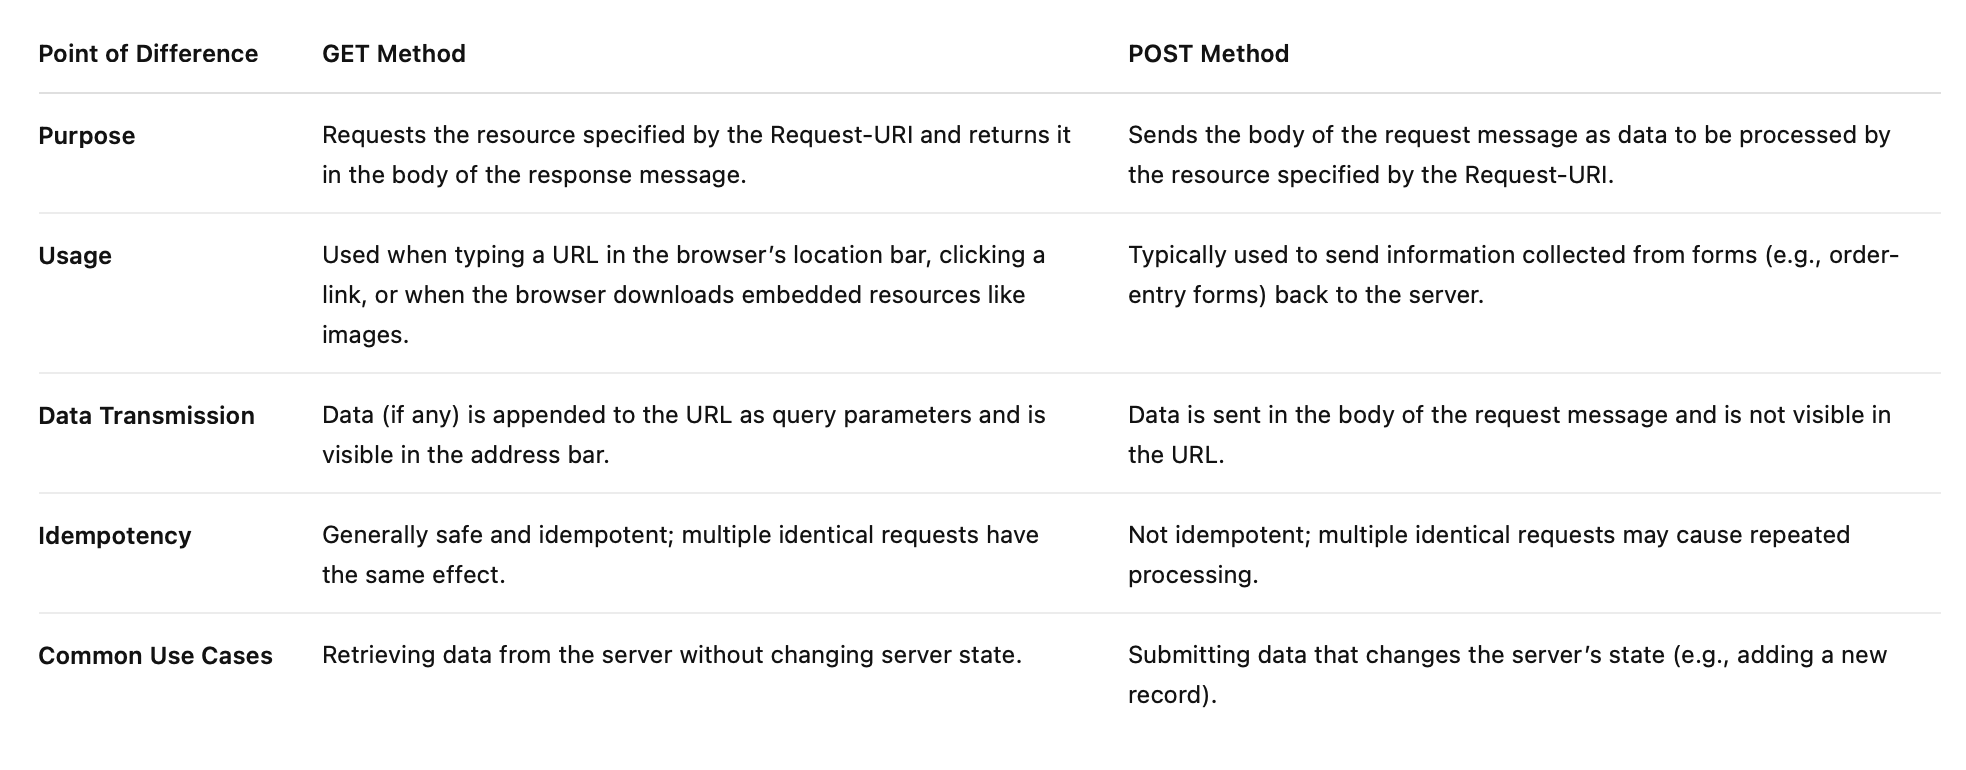 Point of Difference GET Method POST Method
Purpose Requests the resource specified by the Request-URI and returns it Sends the body of the request message as data to be processed by
in the body of the response message. the resource specified by the Request-URI.
Usage Used when typing a URL in the browser’s location bar, clicking a Typically used to send information collected from forms (e.g., order-
link, or when the browser downloads embedded resources like entry forms) back to the server.
images.
Data Transmission Data (if any) is appended to the URL as query parameters and is Data is sent in the body of the request message and is not visible in
visible in the address bar. the URL.
Idempotency Generally safe and idempotent; multiple identical requests have Not idempotent; multiple identical requests may cause repeated
the same effect. processing.
Common Use Cases Retrieving data from the server without changing server state. Submitting data that changes the server’s state (e.g., adding a new
record).